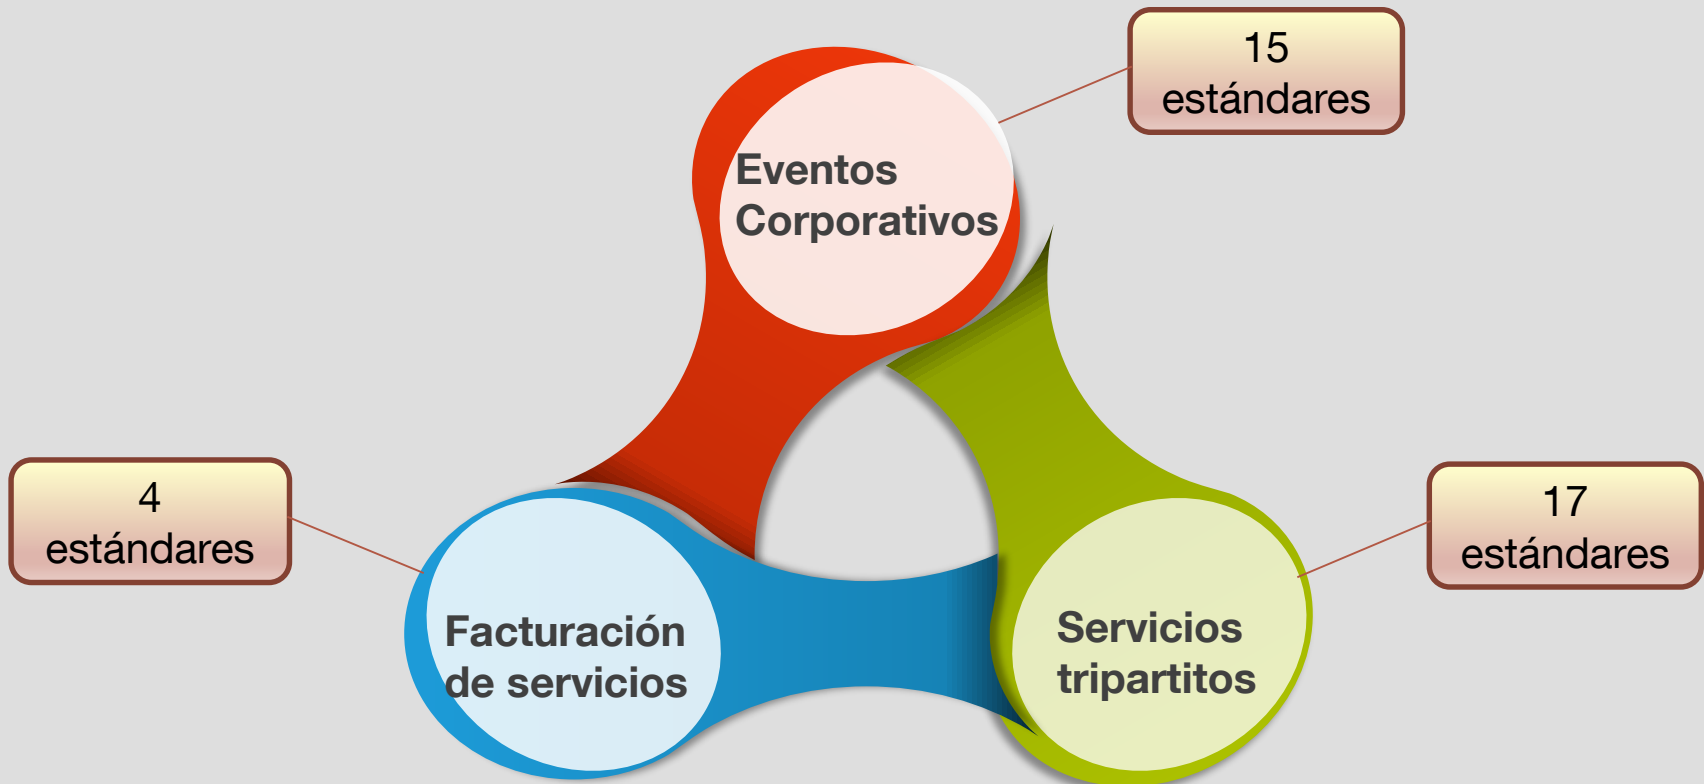 15
estándares
Eventos
Corporativos
4
estándares
17
estándares
Facturación
de servicios
Servicios
tripartitos